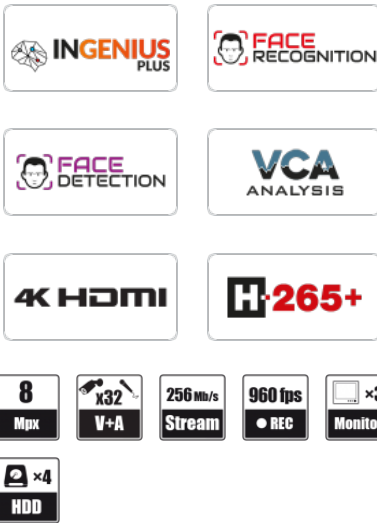 INGENIUS
PLUS
FACE
RECOGNITION
FACE
DETECTION
VCA
ANALYSIS
4K HDMI
H·265+
8
Mpx
x32
V+A
256 Mb/s
Stream
960 fps
REC
Monito
×4
HDD